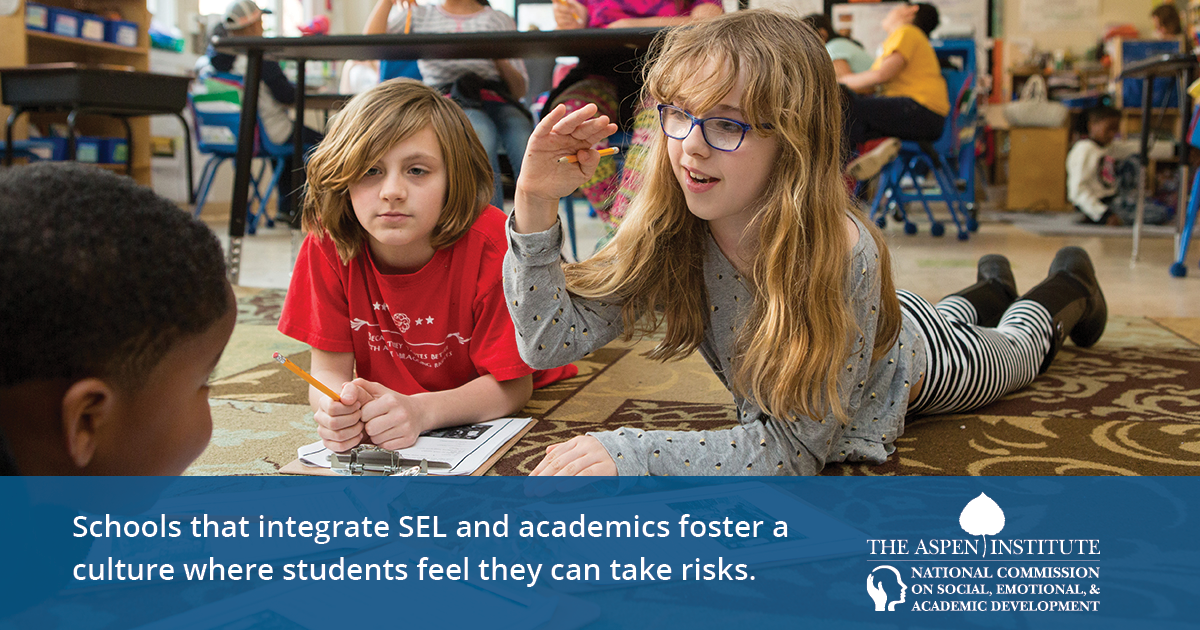 Schools that integrate SEL and academics foster a
culture where students feel they can take risks.
THE ASPEN INSTITUTE
NATIONAL COMMISSION
ON SOCIAL, EMOTIONAL, &
ACADEMIC DEVELOPMENT